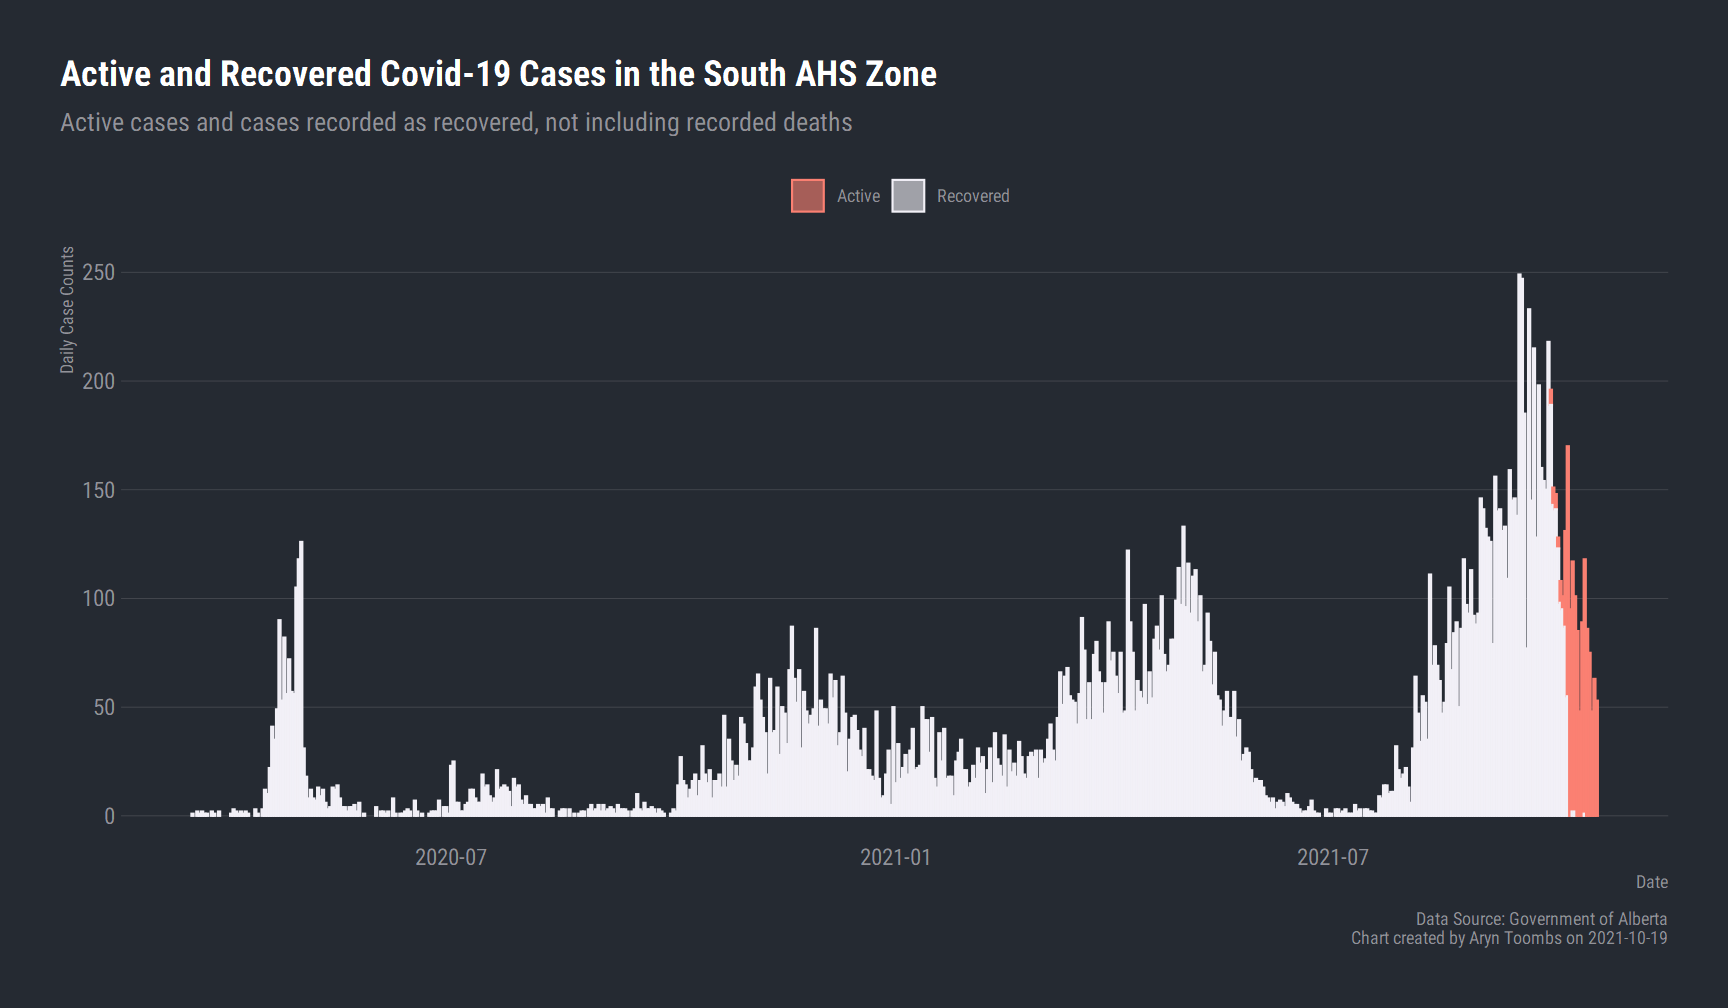 Active and Recovered Covid-19 Cases in the South AHS Zone
Active cases and cases recorded as recovered, not including recorded deaths
Active
Recovered
Daily Case Counts
250
200
150
100
50
0
2020-07
2021-01
2021-07
Date
Data Source: Government of Alberta
Chart created by Aryn Toombs on 2021-10-19